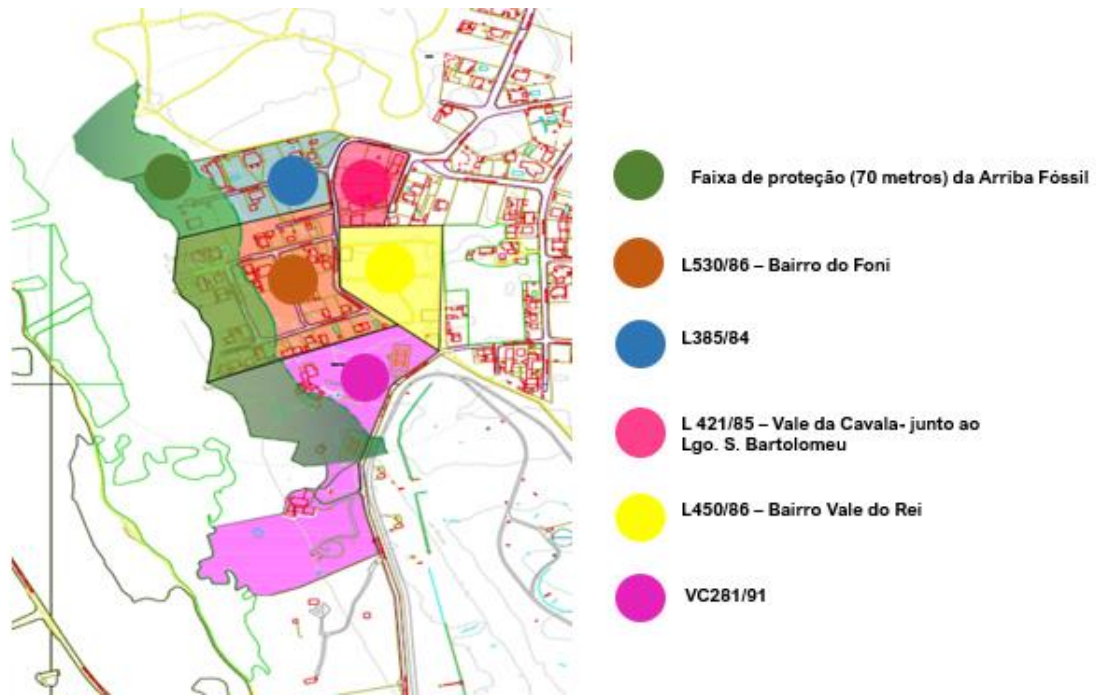 Faixa de proteção (70 metros) da Arriba Fóssil
L530/86 – Bairro do Foni
L385/84
L 421/85 – Vale da Cavala- junto ao
Lgo. S. Bartolomeu
L450/86 – Bairro Vale do Rei
VC281/91